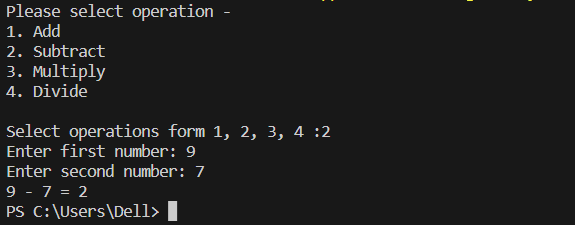 Please select operation -
1. Add
2. Subtract
3. Multiply
4. Divide
Select operations form 1, 2, 3, 4 :2
Enter first number: 9
Enter second number: 7
9 - 7 = 2
PS C:\Users\Dell>